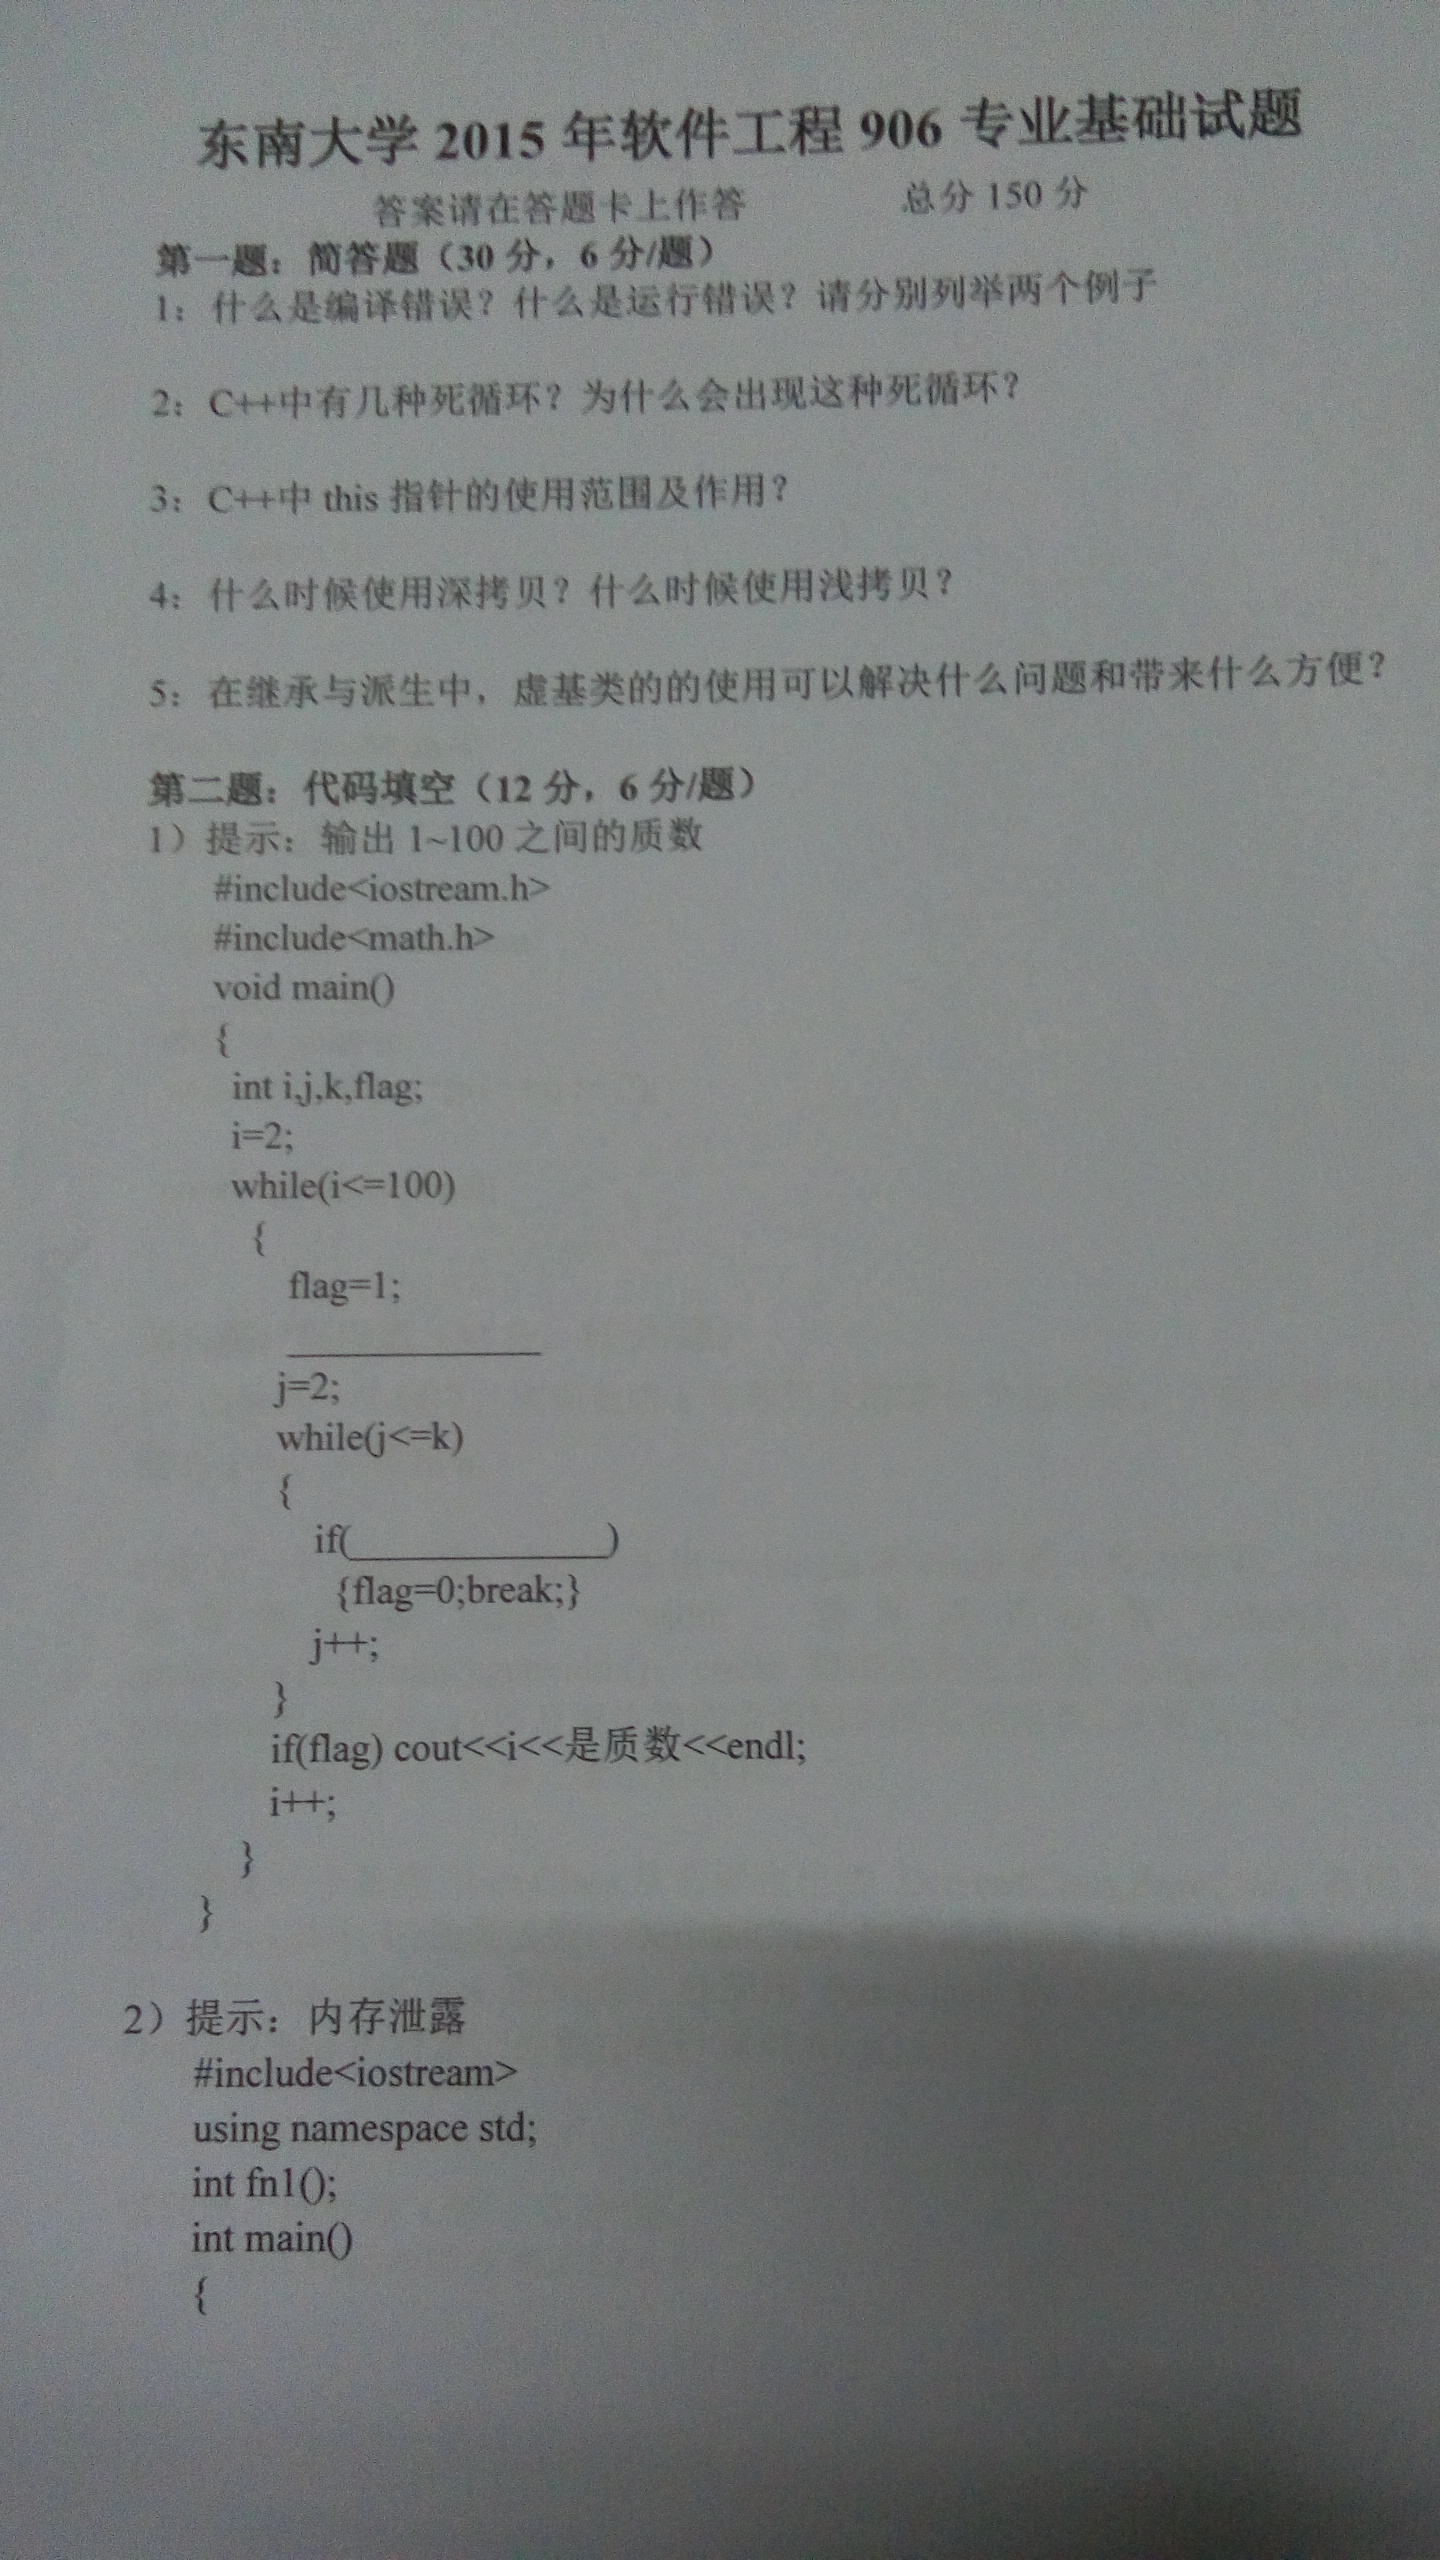 东南大学 2015 年软件工程 906 专业基础试题
答案请在答题卡上作答 总分 150 分
第一题：简答题（30 分，6 分/题）
1：什么是编译错误？什么是运行错误？请分别列举两个例子
2：C++中有几种死循环？为什么会出现这种死循环？
3：C++中 this 指针的使用范围及作用？
4：什么时候使用深拷贝？什么时候使用浅拷贝？
5：在继承与派生中，虚基类的的使用可以解决什么问题和带来什么方便？
第二题：代码填空（12 分，6 分/题）
1）提示：输出 1~100 之间的质数
#include<iostream.h>
#include<math.h>
void main()
{
int i,j,k,flag;
i=2;
while(i<=100)
{
flag=1;
______________
j=2;
while(j<=k)
{
if(______________)
{flag=0;break;}
j++;
}
if(flag) cout<<i<<是质数<<endl;
i++;
}
}
2）提示：内存泄露
#include<iostream>
using namespace std;
int fn1();
int main()
{